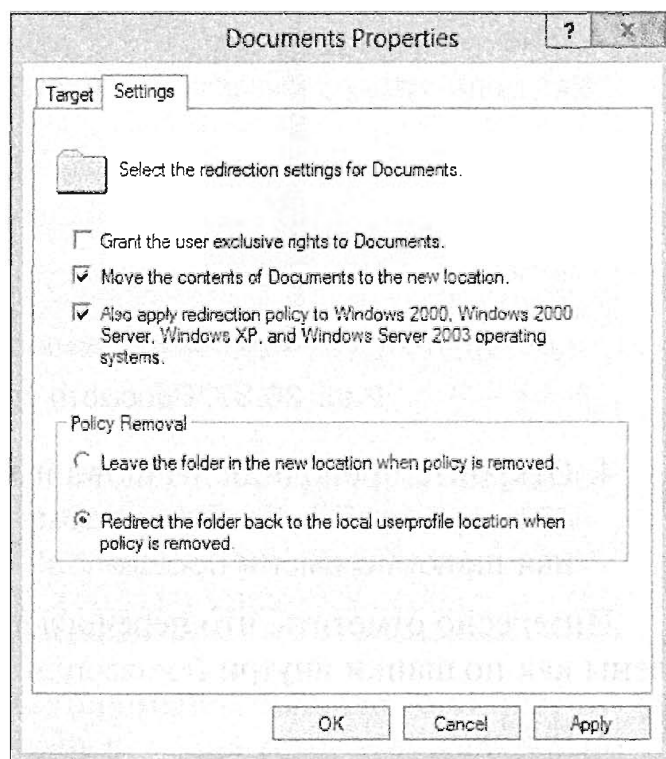 Documents Properties
?
x
Target
Settings
Select the redirection settings for Documents.
Grant the user exclusive rights to Documents.
Move the contents of Documents to the new location.
Also apply redirection policy to Windows 2000, Windows 2000
Server, Windows XP, and Windows Server 2003 operating
systems.
Policy Removal
Leave the folder in the new location when policy is removed.
Redirect the folder back to the local userprofile location when
policy is removed.
OK
Cancel
Apply